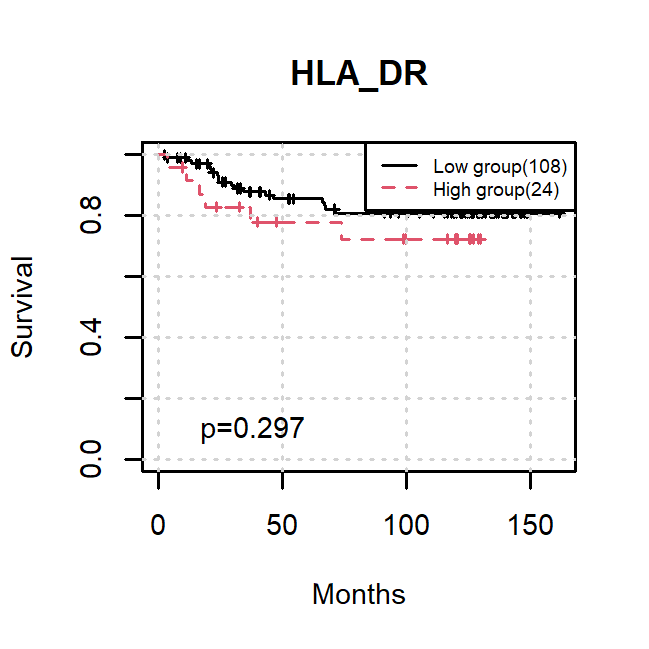 HLA_DR
Low group(108)
High group(24)
Survival
0.8
0.4
0.0
p=0.297
0 50 100 150
Months